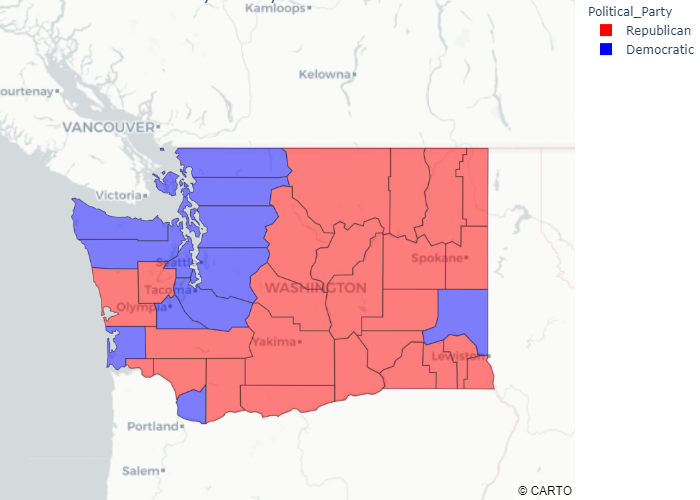 Kamloops
Political_Party
Republican
Democratic
Kelowna
ourtenay
VANCOUVER
Victoria
Spokane
Seattle
Tacoma
WASHINGTON
Olympia
Yakima
Lewiston
Portland
Salem
© CARTO